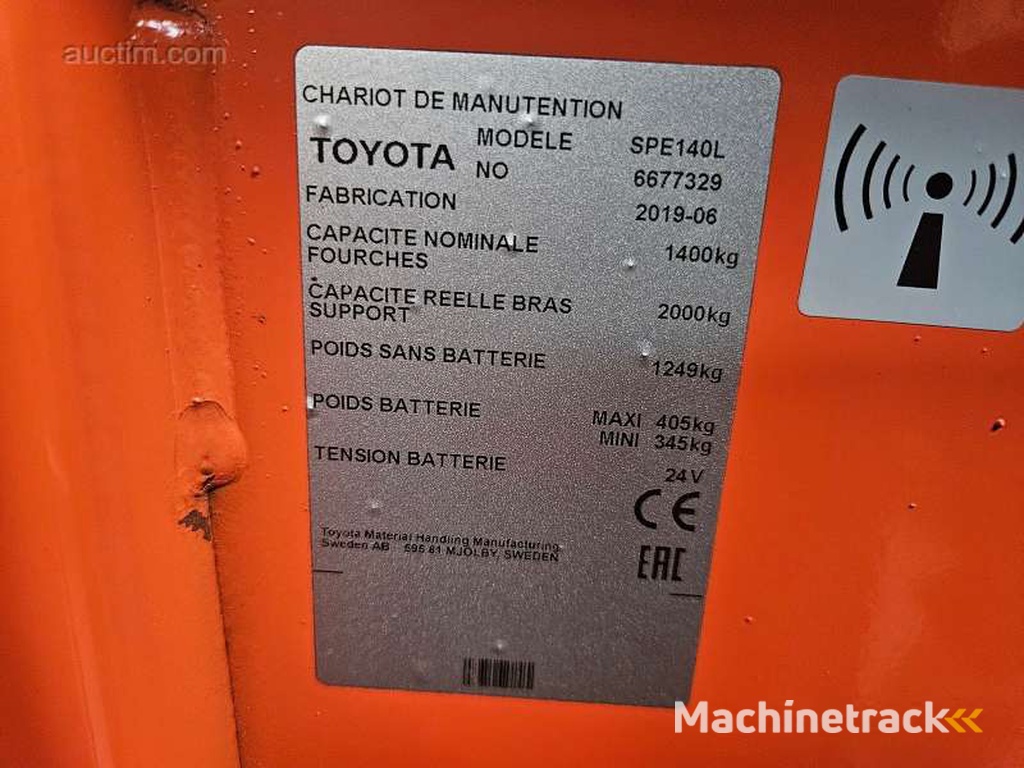 auctim.com
CHARIOT DE MANUTENTION
TOYOTA MODELE SPE140L
NO 6677329
FABRICATION 2019-06
CAPACITE NOMINALE
FOURCHES 1400kg
CAPACITE REELLE BRAS
SUPPORT 2000kg
POIDS SANS BATTERIE 1249kg
POIDS BATTERIE MAXI 405kg
MINI 345kg
TENSION BATTERIE 24V
CE
Toyota Material Handling Manufacturing
Sweden AB 595 81 MJOLBY, SWEDEN
EAC
Machinetrack